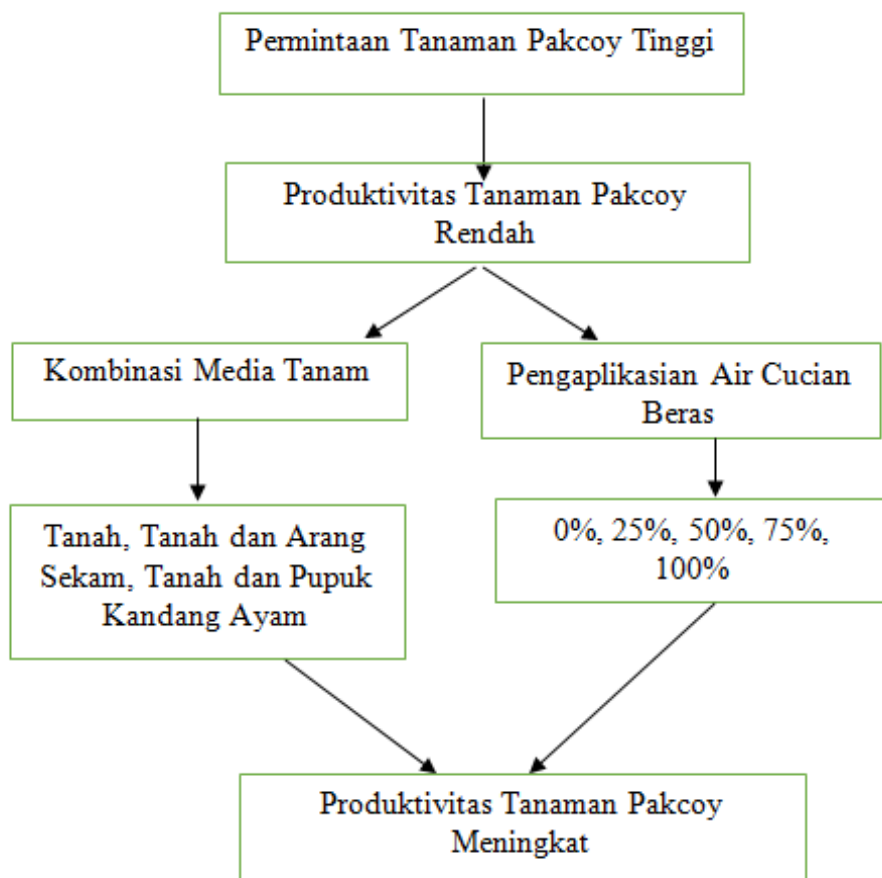 Permintaan Tanaman Pakcoy Tinggi
Produktivitas Tanaman Pakcoy
Rendah
Kombinasi Media Tanam
Pengaplikasian Air Cucian
Beras
Tanah, Tanah dan Arang
Sekam, Tanah dan Pupuk
Kandang Ayam
0%, 25%, 50%, 75%,
100%
Produktivitas Tanaman Pakcoy
Meningkat